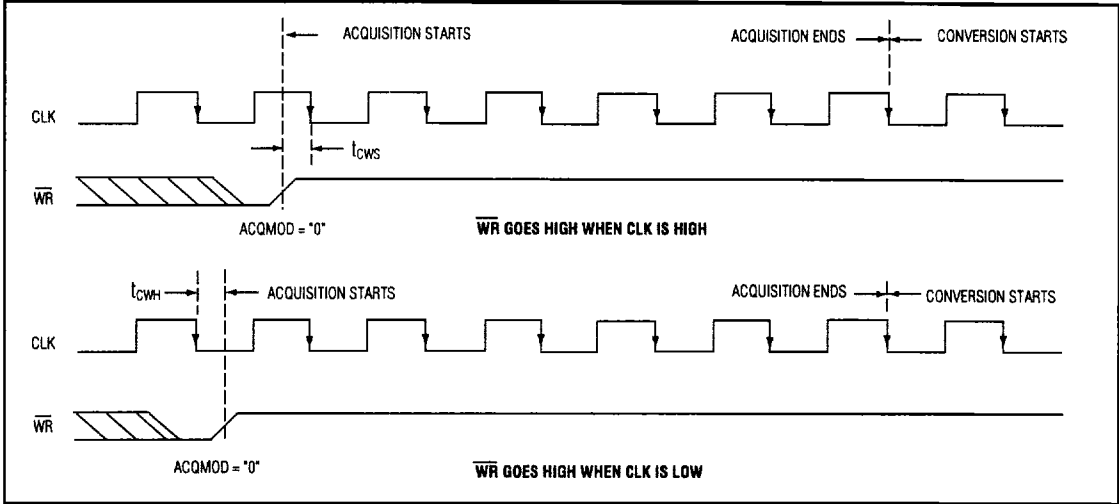 ACQUISITION STARTS
ACQUISITION ENDS
CONVERSION STARTS
CLK
tCWS
WR
ACQMOD = "0"
WR GOES HIGH WHEN CLK IS HIGH
tCWH
ACQUISITION STARTS
ACQUISITION ENDS
CONVERSION STARTS
CLK
WR
ACQMOD = "0"
WR GOES HIGH WHEN CLK IS LOW